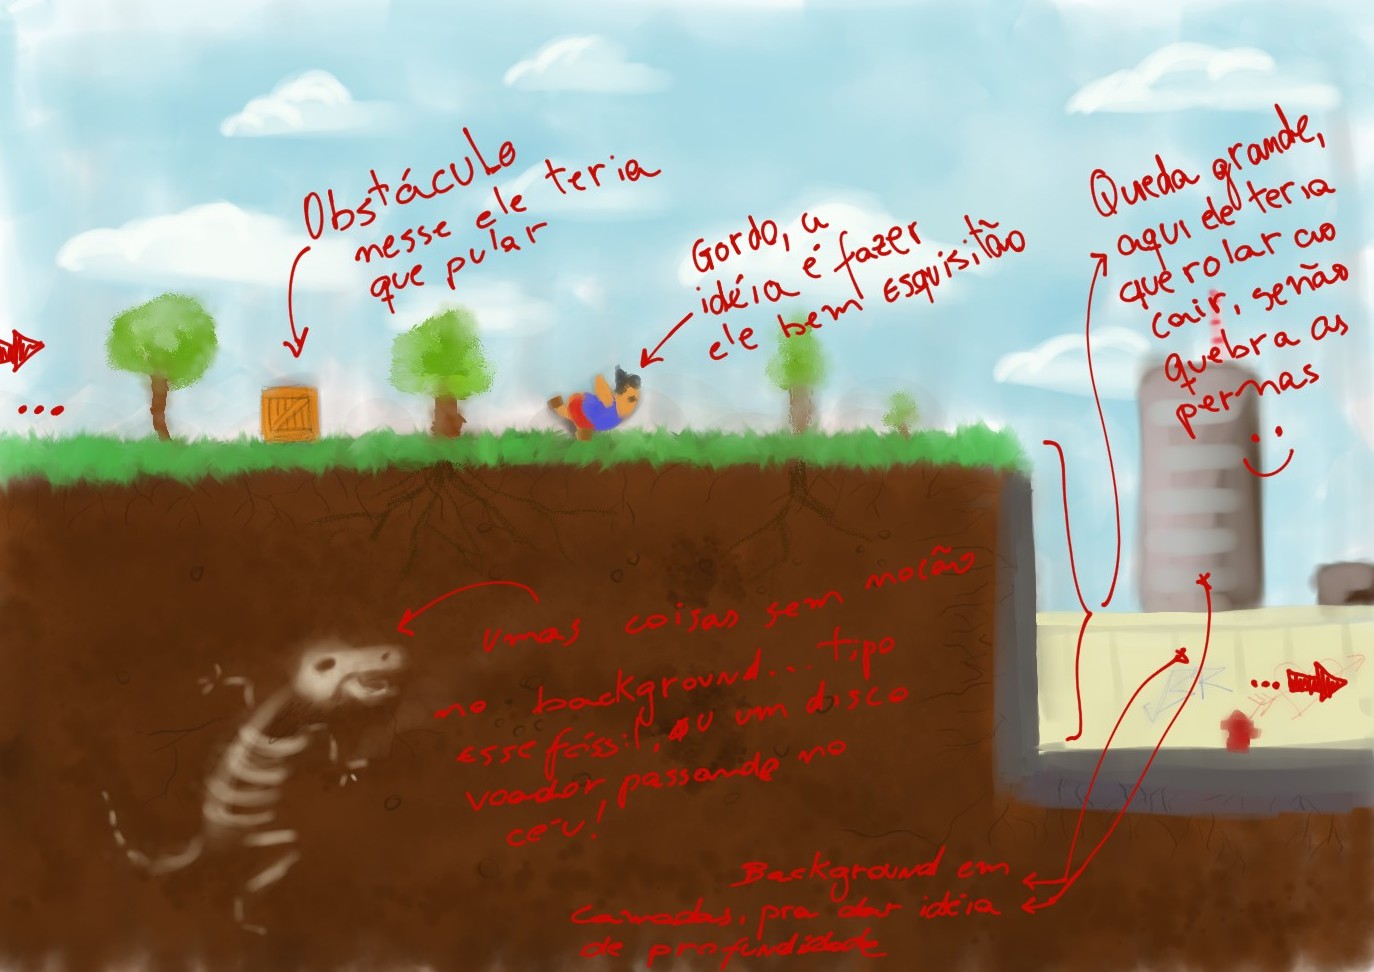 Obstáculo
nesse ele teria
que pular
Gordo, a
idéia é fazer
ele bem esquisitão
Queda grande,
aqui ele teria
que rolar ao
cair, senão
quebra as
pernas
:)
...
...
umas coisas sem noção
no background... tipo
esse fóssil, ou um disco
voador passando no
céu!
Background em
camadas, pra dar idéia
de profundidade